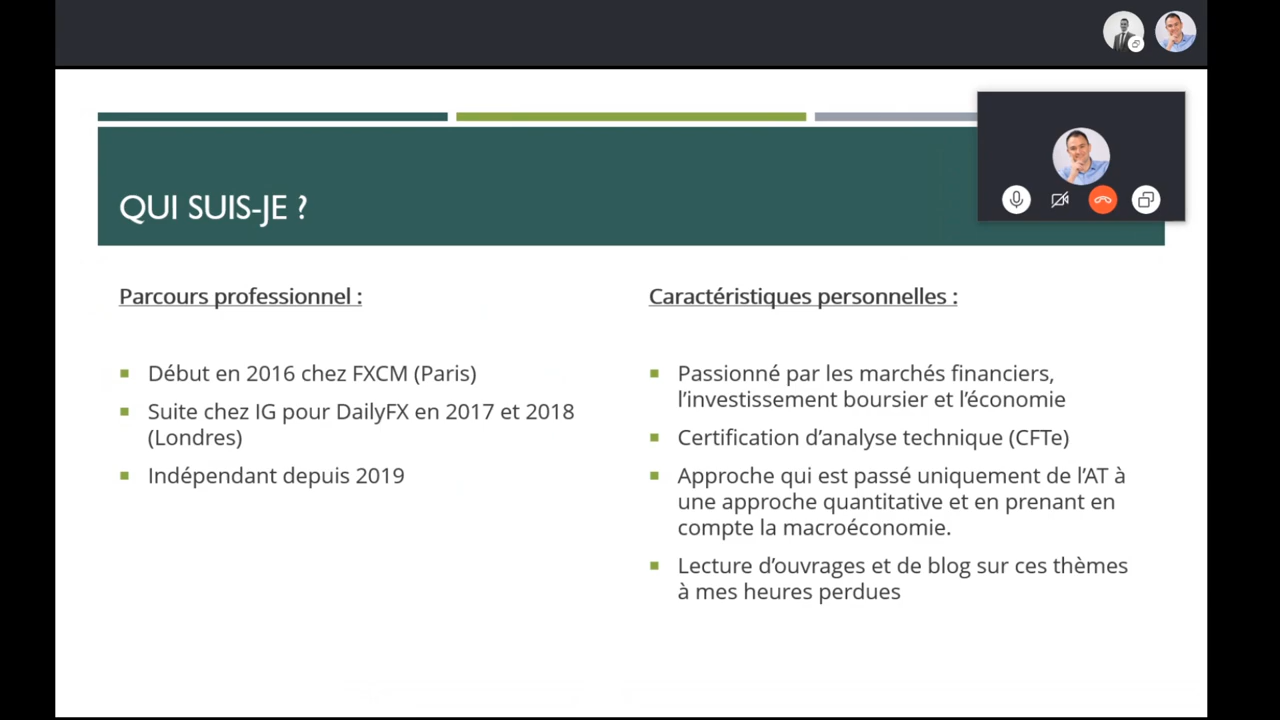 QUI SUIS-JE ?
Parcours professionnel :
Début en 2016 chez FXCM (Paris)
Suite chez IG pour DailyFX en 2017 et 2018
(Londres)
Indépendant depuis 2019
Caractéristiques personnelles :
Passionné par les marchés financiers,
l’investissement boursier et l’économie
Certification d’analyse technique (CFTe)
Approche qui est passé uniquement de l’AT à
une approche quantitative et en prenant en
compte la macroéconomie.
Lecture d’ouvrages et de blog sur ces thèmes
à mes heures perdues